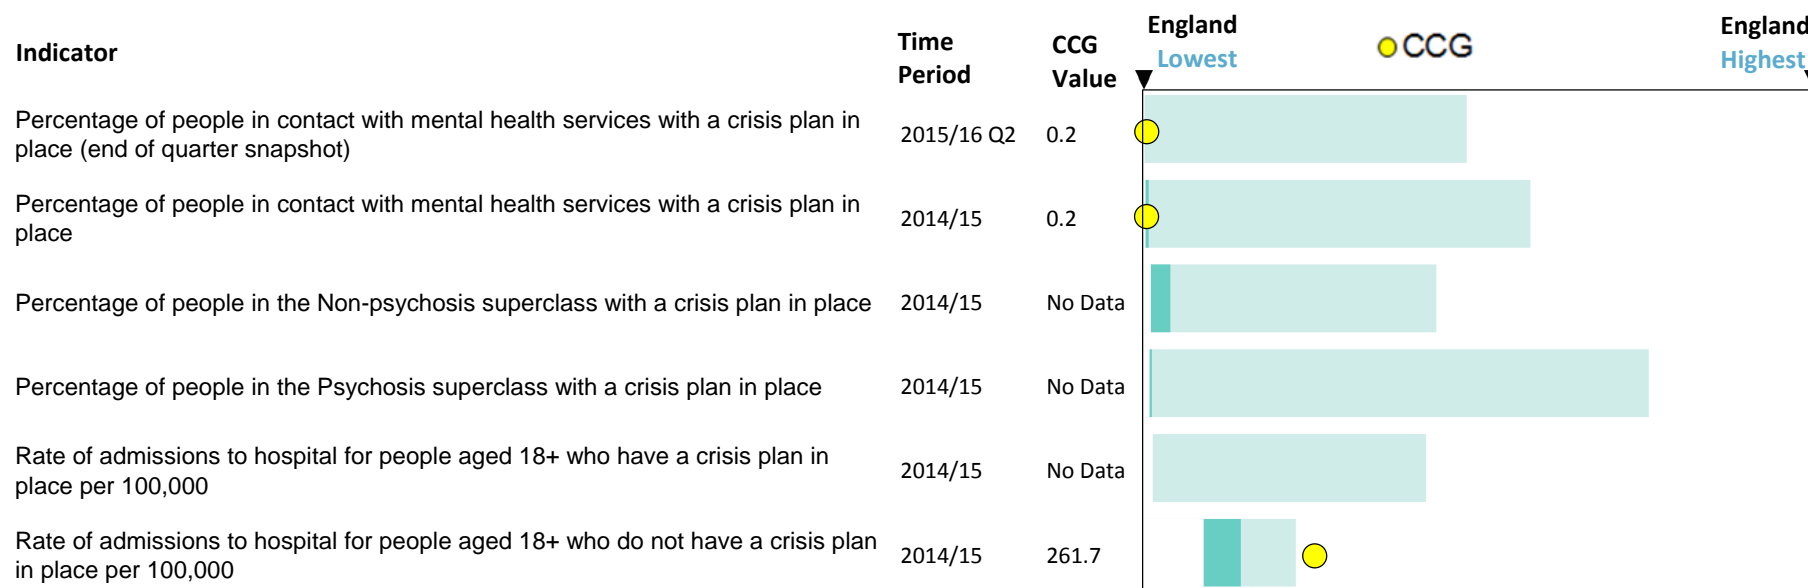 Indicator
Time
Period
CCG
Value
England
Lowest
CCG
England
Highest
Percentage of people in contact with mental health services with a crisis plan in
place (end of quarter snapshot)
2015/16 Q2
0.2
Percentage of people in contact with mental health services with a crisis plan in
place
2014/15
0.2
Percentage of people in the Non-psychosis superclass with a crisis plan in place
2014/15
No Data
Percentage of people in the Psychosis superclass with a crisis plan in place
2014/15
No Data
Rate of admissions to hospital for people aged 18+ who have a crisis plan in
place per 100,000
2014/15
No Data
Rate of admissions to hospital for people aged 18+ who do not have a crisis plan
in place per 100,000
2014/15
261.7